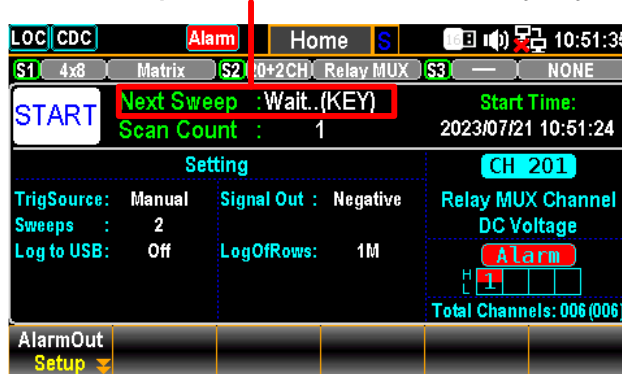 LOC CDC Alarm Home S 16 10:51:35
S1 4x8 Matrix S2 20+2CH Relay MUX S3 — NONE
START
Next Sweep : Wait..(KEY)
Scan Count : 1
Start Time:
2023/07/21 10:51:24
Setting
TrigSource: Manual Signal Out : Negative
Sweeps : 2
Log to USB: Off LogOfRows: 1M
CH 201
Relay MUX Channel
DC Voltage
Alarm
H 1
L
Total Channels: 006(006)
AlarmOut
Setup